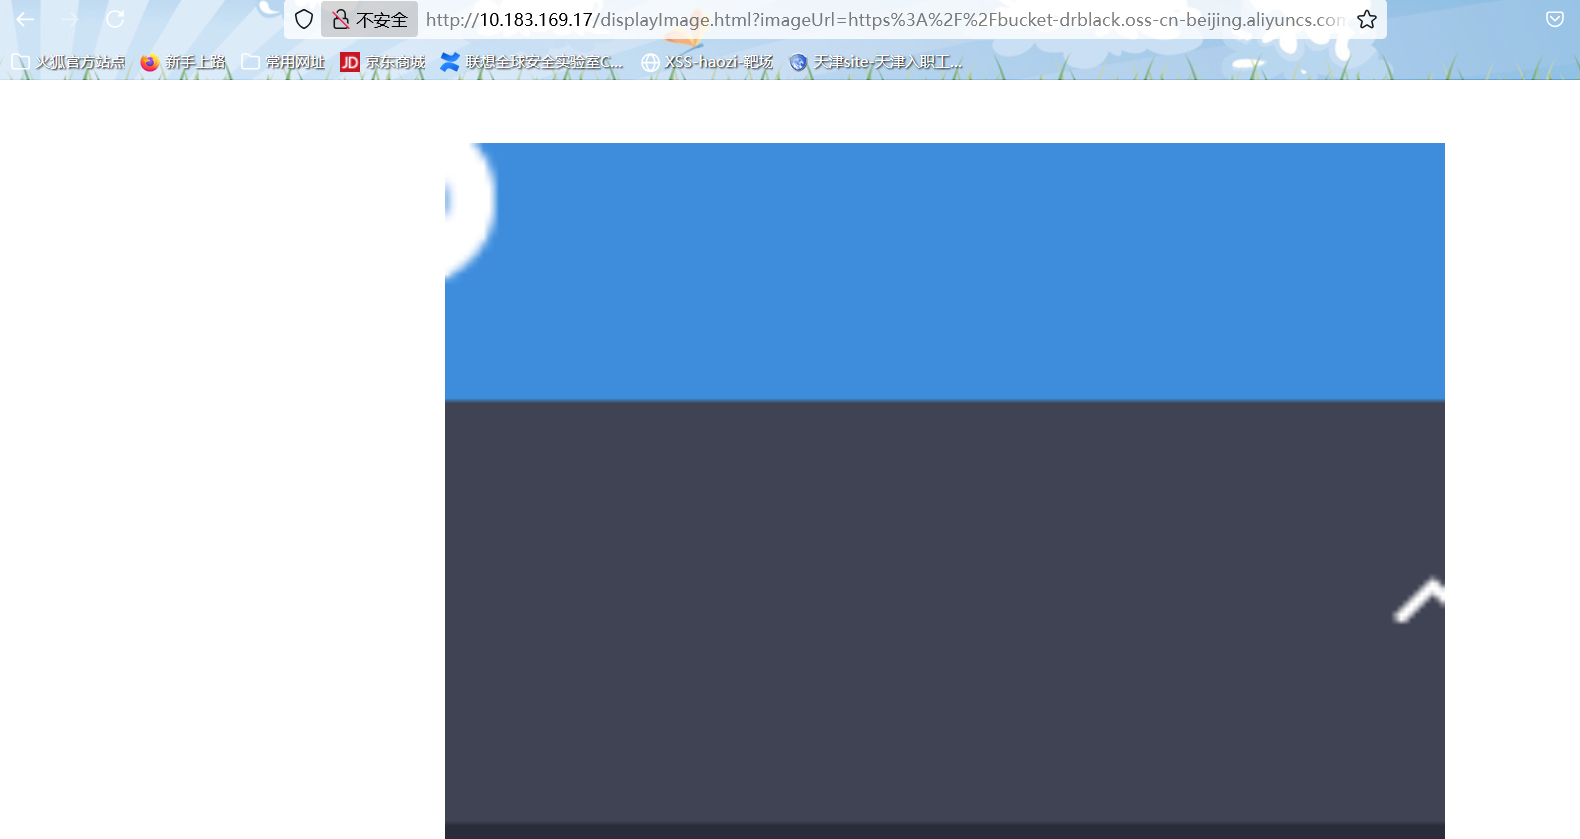 不安全 http://10.183.169.17/displayImage.html?imageUrl=https%3A%2F%2Fbucket-drblack.oss-cn-beijing.aliyuncs.com
火狐官方站点 新手上路 常用网址 JD 京东商城 联想全球安全实验室C... XSS-haozi-靶场 天津site-天津入职工...